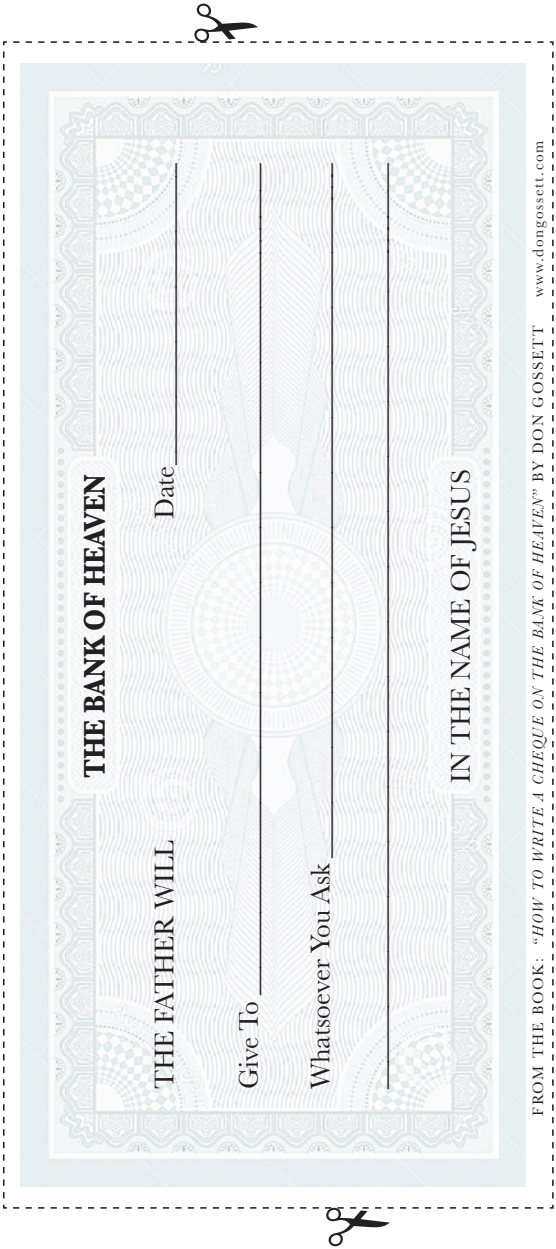 THE BANK OF HEAVEN
THE FATHER WILL Date
Give To
Whatsoever You Ask
IN THE NAME OF JESUS
FROM THE BOOK: “HOW TO WRITE A CHEQUE ON THE BANK OF HEAVEN” BY DON GOSSETT www.dongossett.com